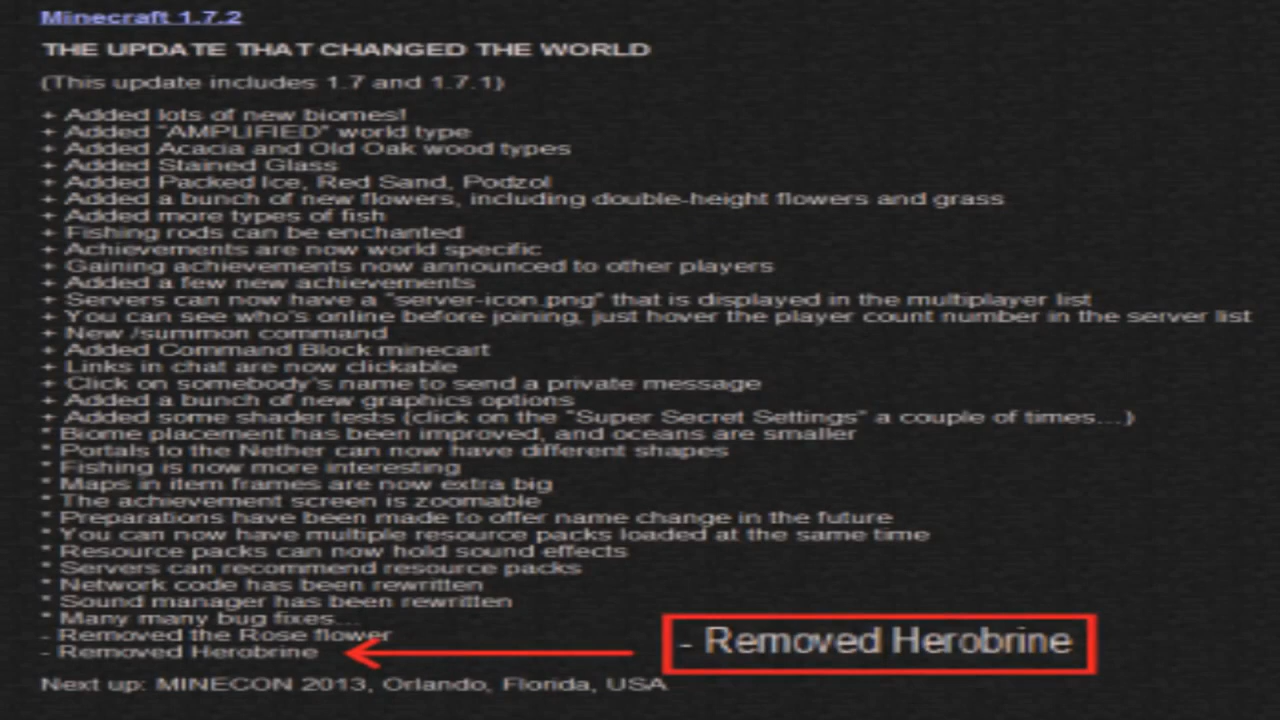 Minecraft 1.7.2
THE UPDATE THAT CHANGED THE WORLD
(This update includes 1.7 and 1.7.1)
+ Added lots of new biomes!
+ Added "AMPLIFIED" world type
+ Added Acacia and Old Oak wood types
+ Added Stained Glass
+ Added Packed Ice, Red Sand, Podzol
+ Added a bunch of new flowers, including double-height flowers and grass
+ Added more types of fish
+ Fishing rods can be enchanted
+ Achievements are now world specific
+ Gaining achievements now announced to other players
+ Added a few new achievements
+ Servers can now have a "server-icon.png" that is displayed in the multiplayer list
+ You can see who's online before joining, just hover the player count number in the server list
+ New /summon command
+ Added Command Block minecart
+ Links in chat are now clickable
+ Click on somebody's name to send a private message
+ Added a bunch of new graphics options
+ Added some shader tests (click on the "Super Secret Settings" a couple of times...)
* Biome placement has been improved, and oceans are smaller
* Portals to the Nether can now have different shapes
* Fishing is now more interesting
* Maps in item frames are now extra big
* The achievement screen is zoomable
* Preparations have been made to offer name change in the future
* You can now have multiple resource packs loaded at the same time
* Resource packs can now hold sound effects
* Servers can recommend resource packs
* Network code has been rewritten
* Sound manager has been rewritten
* Many many bug fixes...
- Removed the Rose flower
- Removed Herobrine
- Removed Herobrine
Next up: MINECON 2013, Orlando, Florida, USA